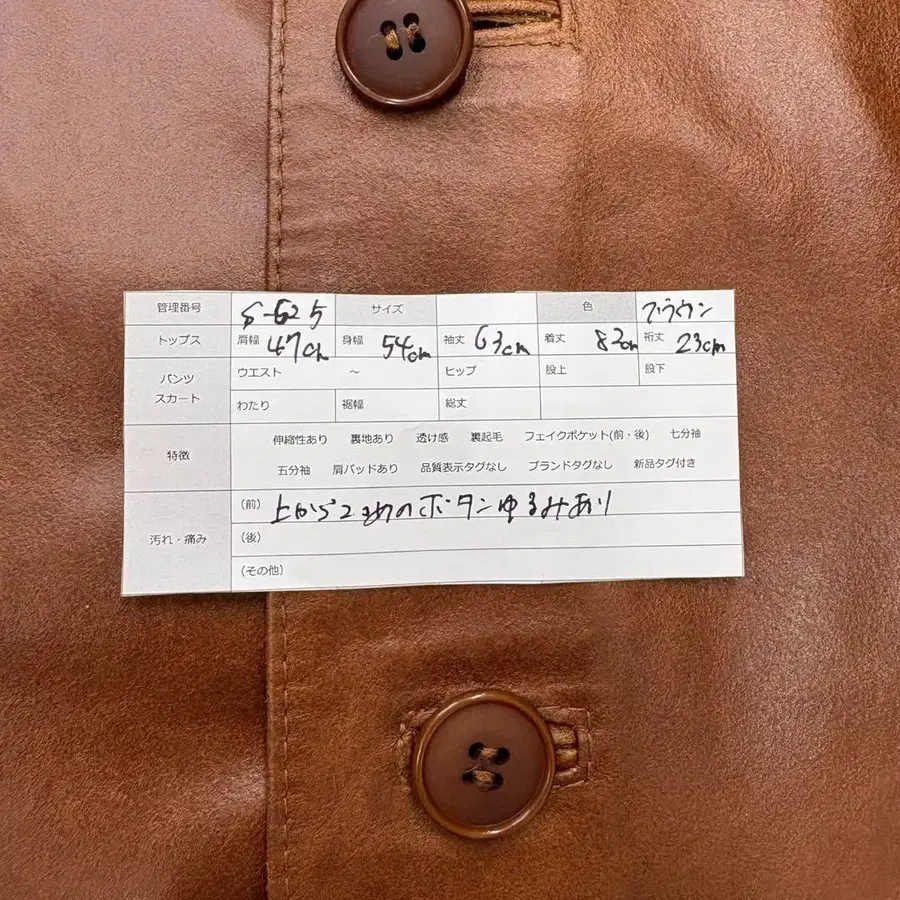 管理番号 S-625 サイズ 色 ブラウン
トップス 肩幅 47cm 身幅 54cm 袖丈 63cm 着丈 82cm 裄丈 23cm
パンツ スカート ウエスト ～ ヒップ 股上 股下
わたり 裾幅 総丈
特徴 伸縮性あり 裏地あり 透け感 裏起毛 フェイクポケット(前・後) 七分袖
五分袖 肩パッドあり 品質表示タグなし ブランドタグなし 新品タグ付き
汚れ・痛み (前) 上から2つめのボタンゆるみあり
(後)
(その他)